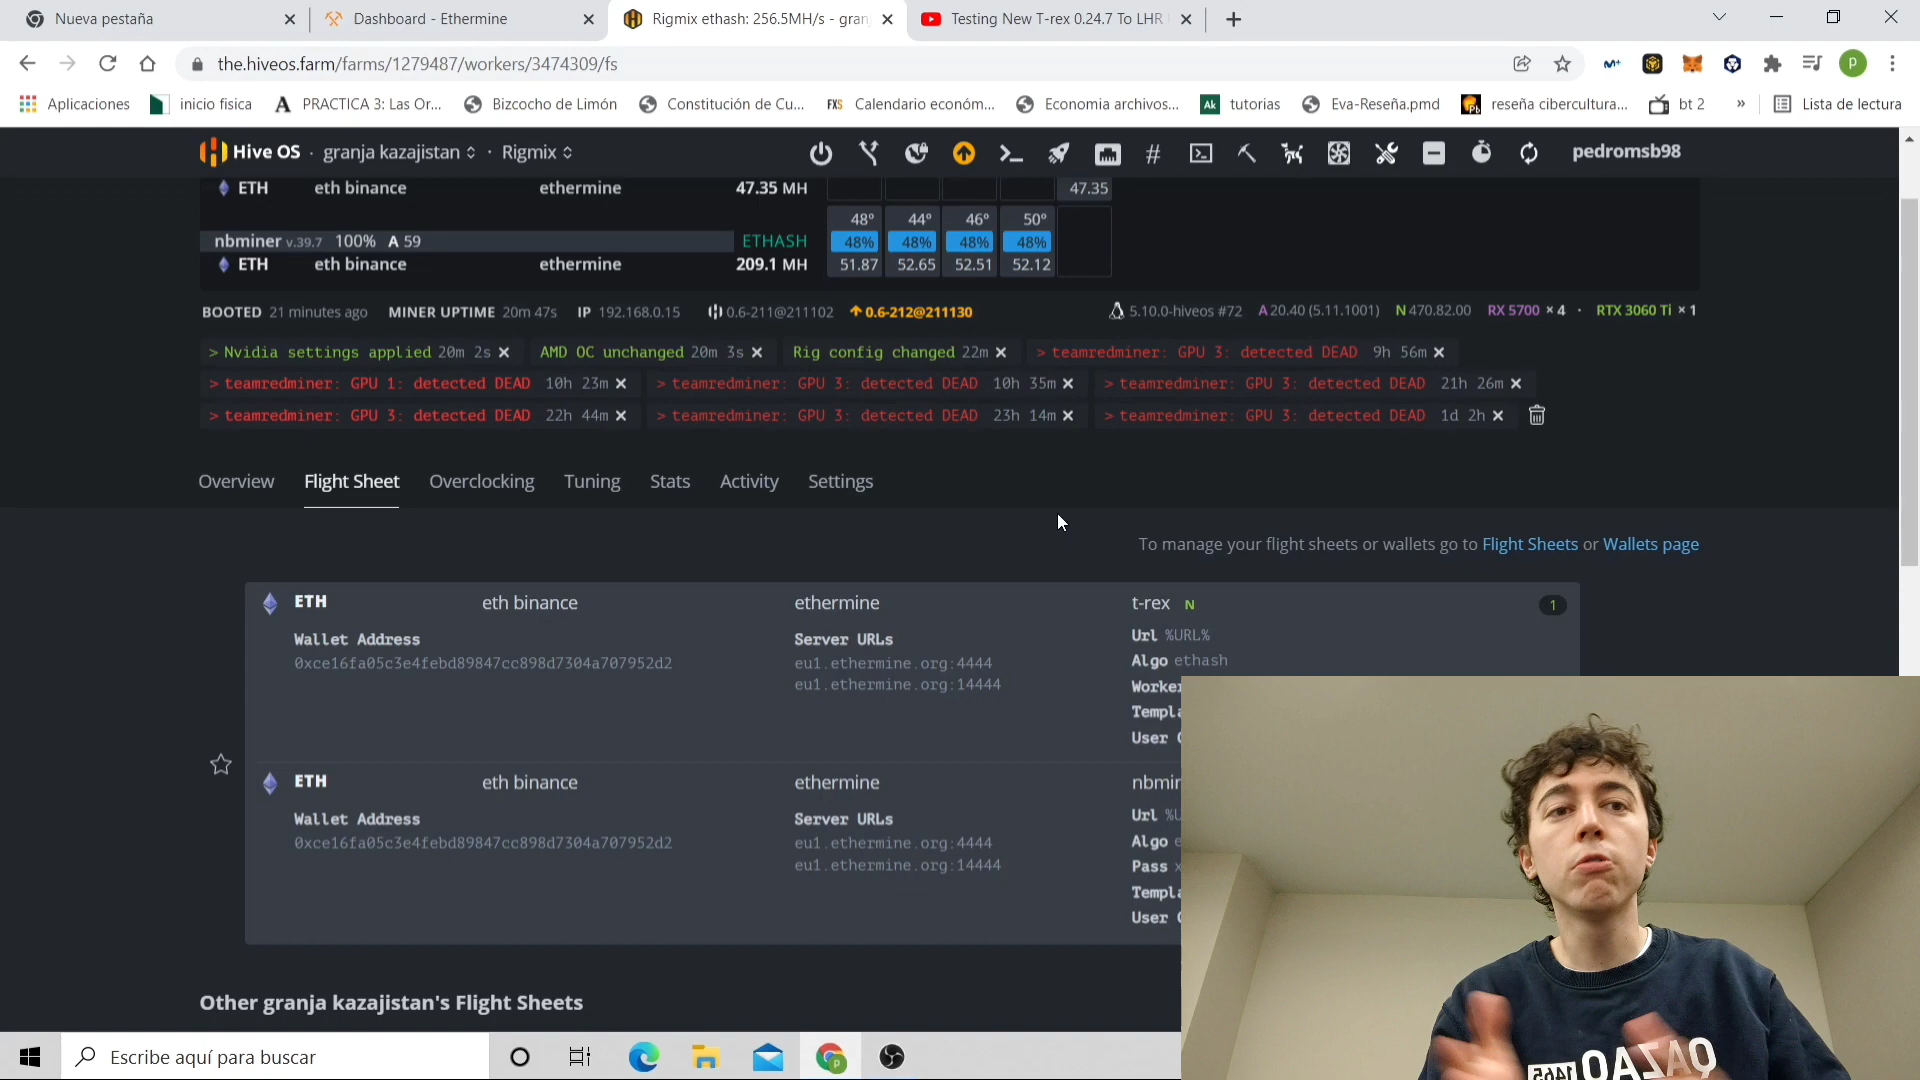 Nueva pestaña
Dashboard - Ethermine
Rigmix ethash: 256.5MH/s - gran
Testing New T-rex 0.24.7 To LHR
the.hiveos.farm/farms/1279487/workers/3474309/fs
P
Aplicaciones
inicio fisica
PRACTICA 3: Las Or...
Bizcocho de Limón
Constitución de Cu...
FXS Calendario económ...
Economia archivos...
Ak tutorias
Eva-Reseña.pmd
reseña cibercultura...
bt 2
»
Lista de lectura
Hive OS · granja kazajistan · Rigmix
pedromsb98
ETH eth binance ethermine 47.35 MH 47.35
48° 44° 46° 50°
nbminer v.39.7 100% A 59 ETHASH 48% 48% 48% 48%
ETH eth binance ethermine 209.1 MH 51.87 52.65 52.51 52.12
BOOTED 21 minutes ago MINER UPTIME 20m 47s IP 192.168.0.15 0.6-211@211102 0.6-212@211130 5.10.0-hiveos #72 A 20.40 (5.11.1001) N 470.82.00 RX 5700 × 4 · RTX 3060 Ti × 1
> Nvidia settings applied 20m 2s × AMD OC unchanged 20m 3s × Rig config changed 22m × > teamredminer: GPU 3: detected DEAD 9h 56m ×
> teamredminer: GPU 1: detected DEAD 10h 23m × > teamredminer: GPU 3: detected DEAD 10h 35m × > teamredminer: GPU 3: detected DEAD 21h 26m ×
> teamredminer: GPU 3: detected DEAD 22h 44m × > teamredminer: GPU 3: detected DEAD 23h 14m × > teamredminer: GPU 3: detected DEAD 1d 2h ×
Overview Flight Sheet Overclocking Tuning Stats Activity Settings
To manage your flight sheets or wallets go to Flight Sheets or Wallets page
ETH eth binance ethermine t-rex N 1
Wallet Address Server URLs Url %URL%
0xce16fa05c3e4febd89847cc898d7304a707952d2 eu1.ethermine.org:4444 Algo ethash
eu1.ethermine.org:14444 Worke
Templa
User
ETH eth binance ethermine nbmin
Wallet Address Server URLs Url %U
0xce16fa05c3e4febd89847cc898d7304a707952d2 eu1.ethermine.org:4444 Algo e
eu1.ethermine.org:14444 Pass x
Templa
User
Other granja kazajistan's Flight Sheets
QAZAQ
1465
Escribe aquí para buscar